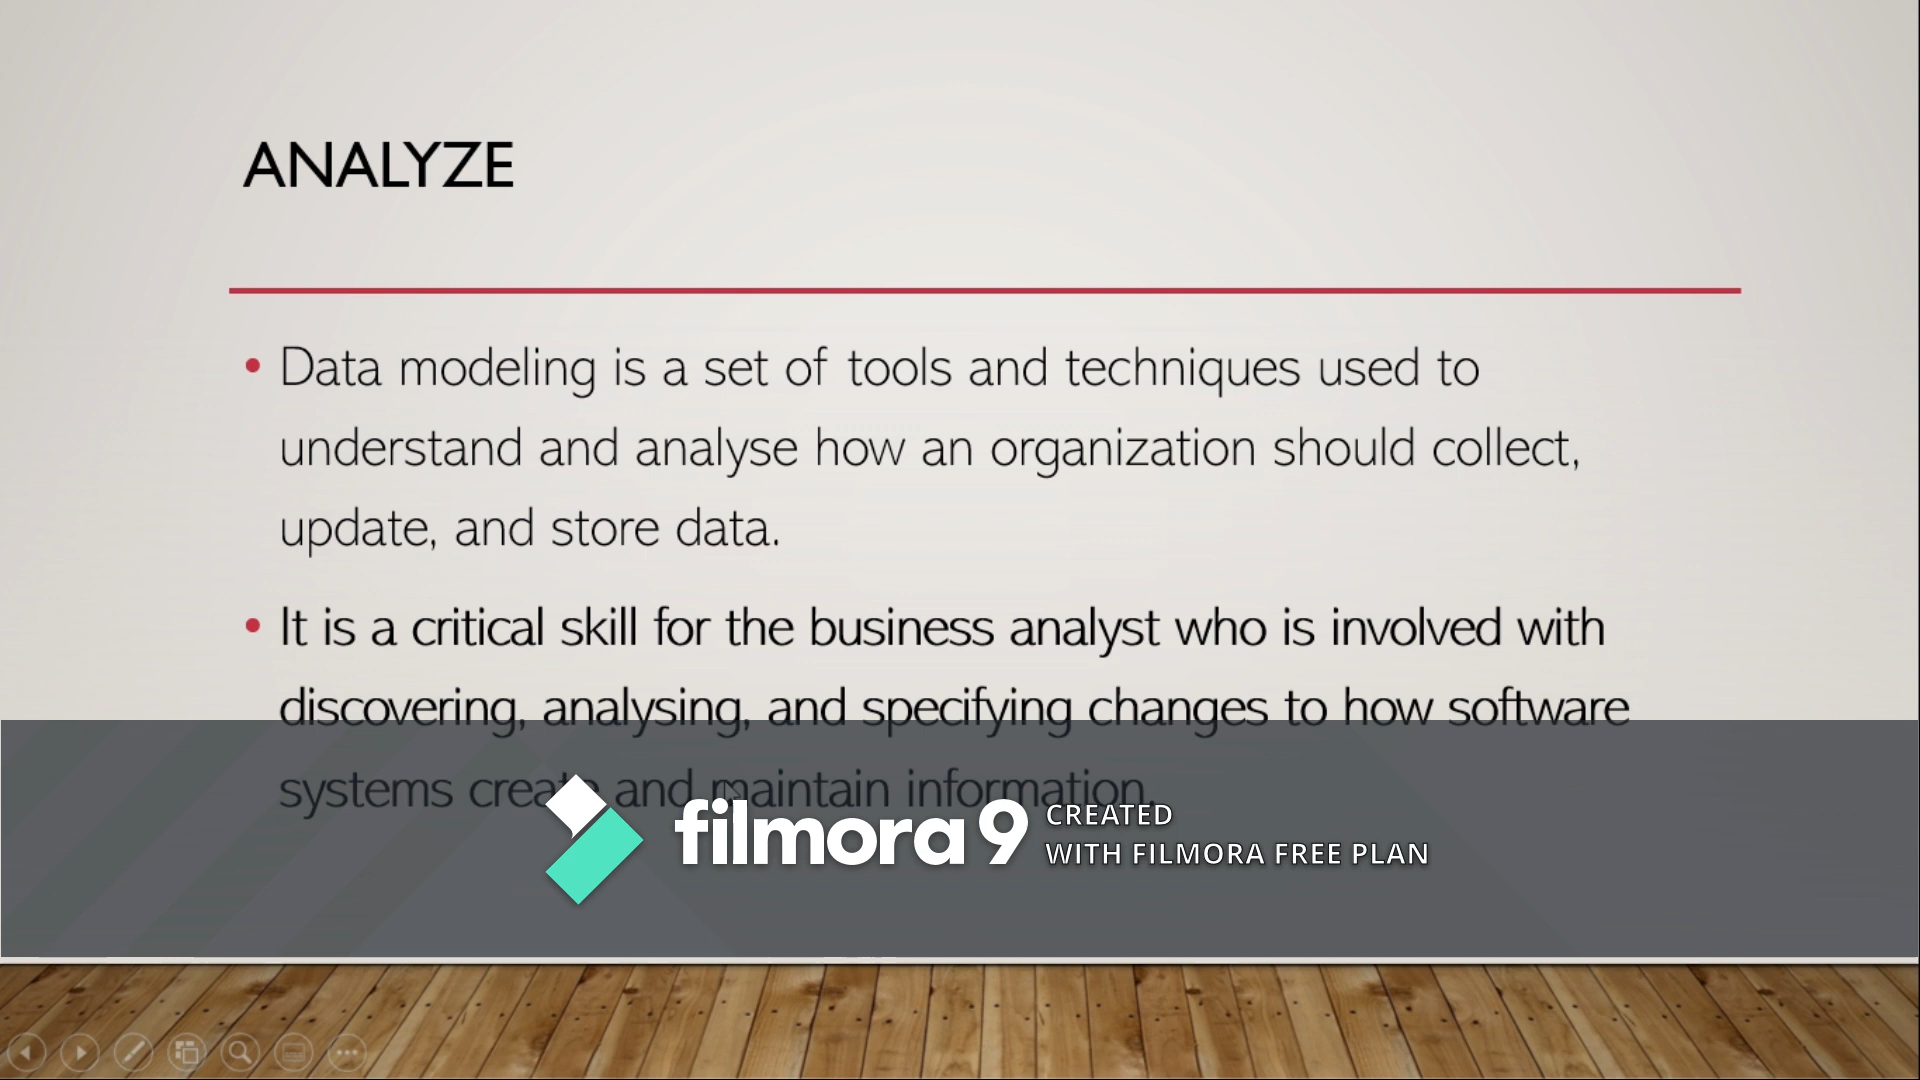 ANALYZE
• Data modeling is a set of tools and techniques used to
understand and analyse how an organization should collect,
update, and store data.
• It is a critical skill for the business analyst who is involved with
discovering, analysing, and specifying changes to how software
systems create and maintain information.
filmora9 CREATED
WITH FILMORA FREE PLAN